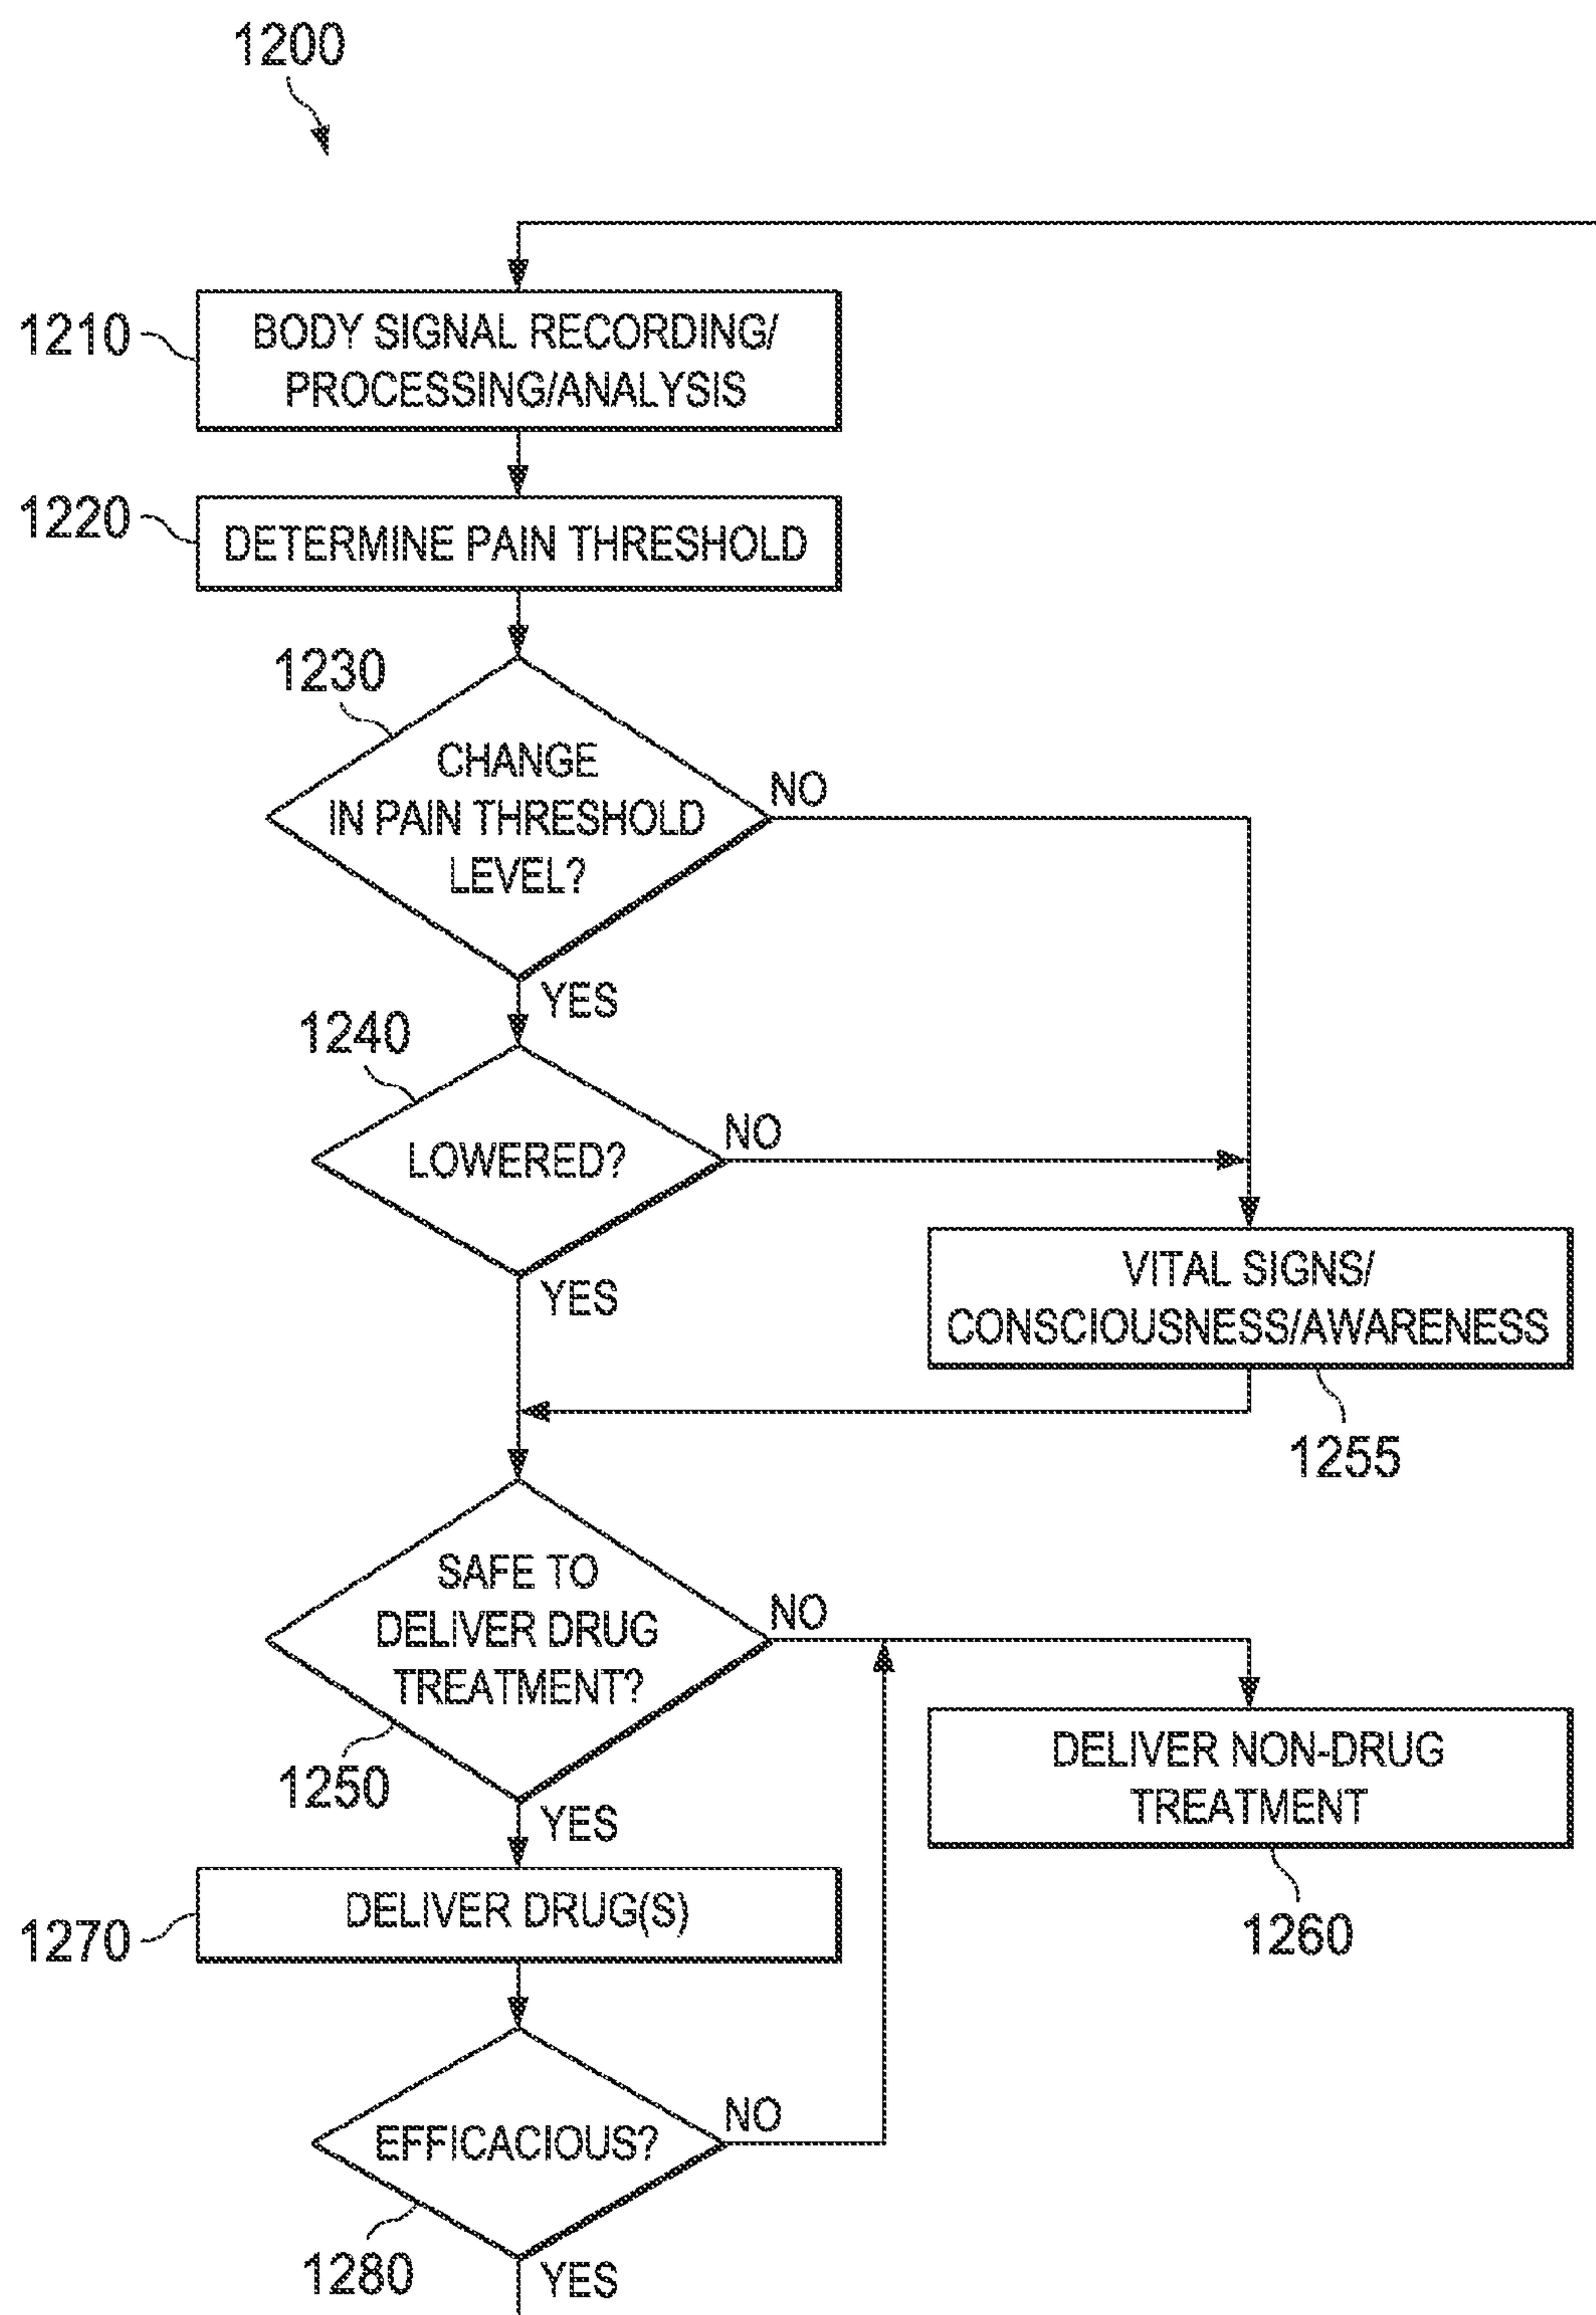 1200
1210
BODY SIGNAL RECORDING/
PROCESSING/ANALYSIS
1220
DETERMINE PAIN THRESHOLD
1230
CHANGE
IN PAIN THRESHOLD
LEVEL?
NO
YES
1240
LOWERED?
NO
YES
VITAL SIGNS/
CONSCIOUSNESS/AWARENESS
1255
SAFE TO
DELIVER DRUG
TREATMENT?
NO
1250
YES
DELIVER NON-DRUG
TREATMENT
1260
1270
DELIVER DRUG(S)
EFFICACIOUS?
NO
1280
YES